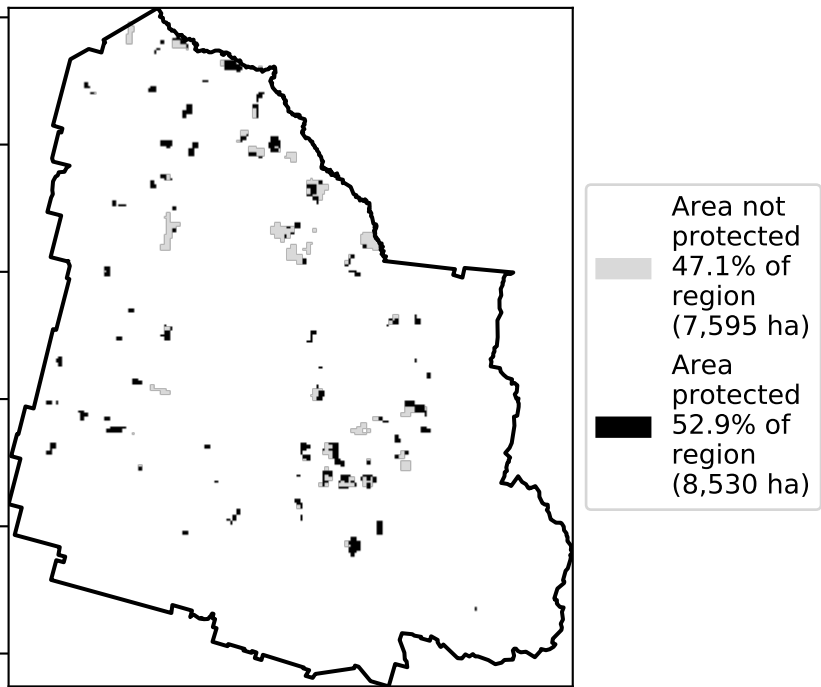 Area not
protected
47.1% of
region
(7,595 ha)
Area
protected
52.9% of
region
(8,530 ha)